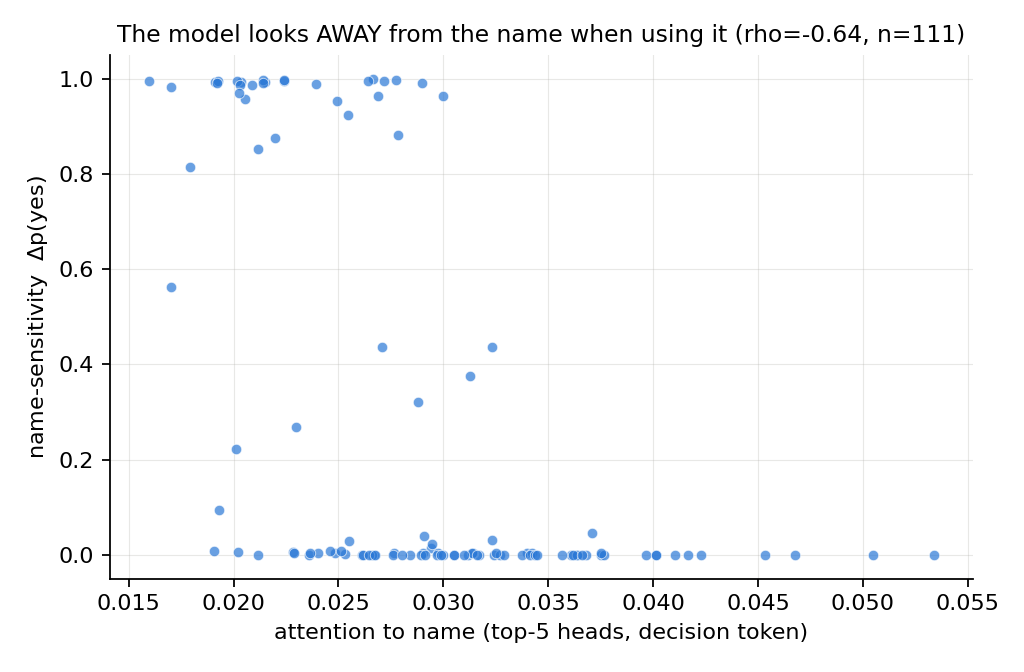 The model looks AWAY from the name when using it (rho=-0.64, n=111)
name-sensitivity Δp(yes)
1.0
0.8
0.6
0.4
0.2
0.0
0.015 0.020 0.025 0.030 0.035 0.040 0.045 0.050 0.055
attention to name (top-5 heads, decision token)